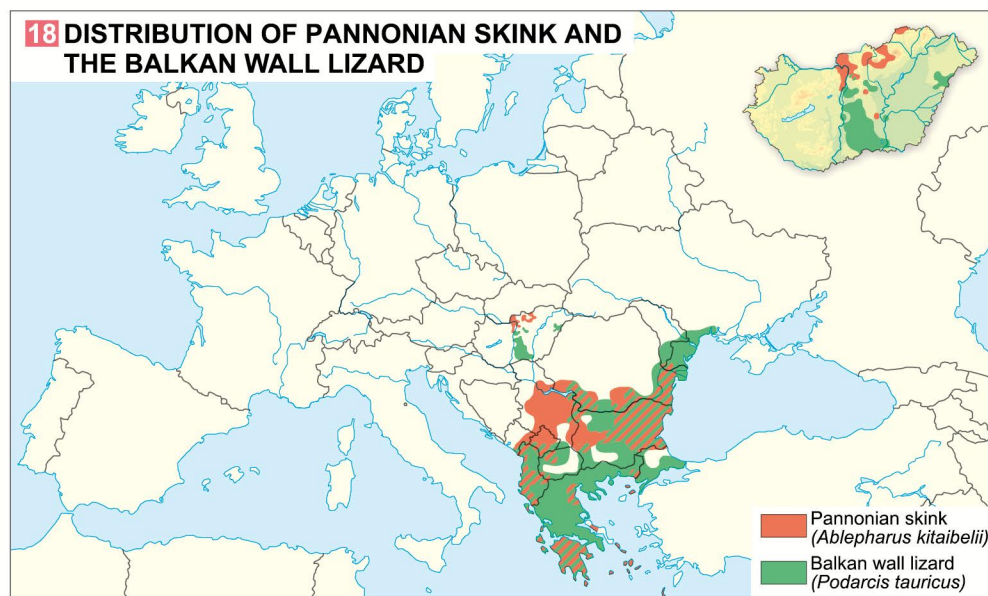 18 DISTRIBUTION OF PANNONIAN SKINK AND
THE BALKAN WALL LIZARD
Pannonian skink
(Ablepharus kitaibelii)
Balkan wall lizard
(Podarcis tauricus)